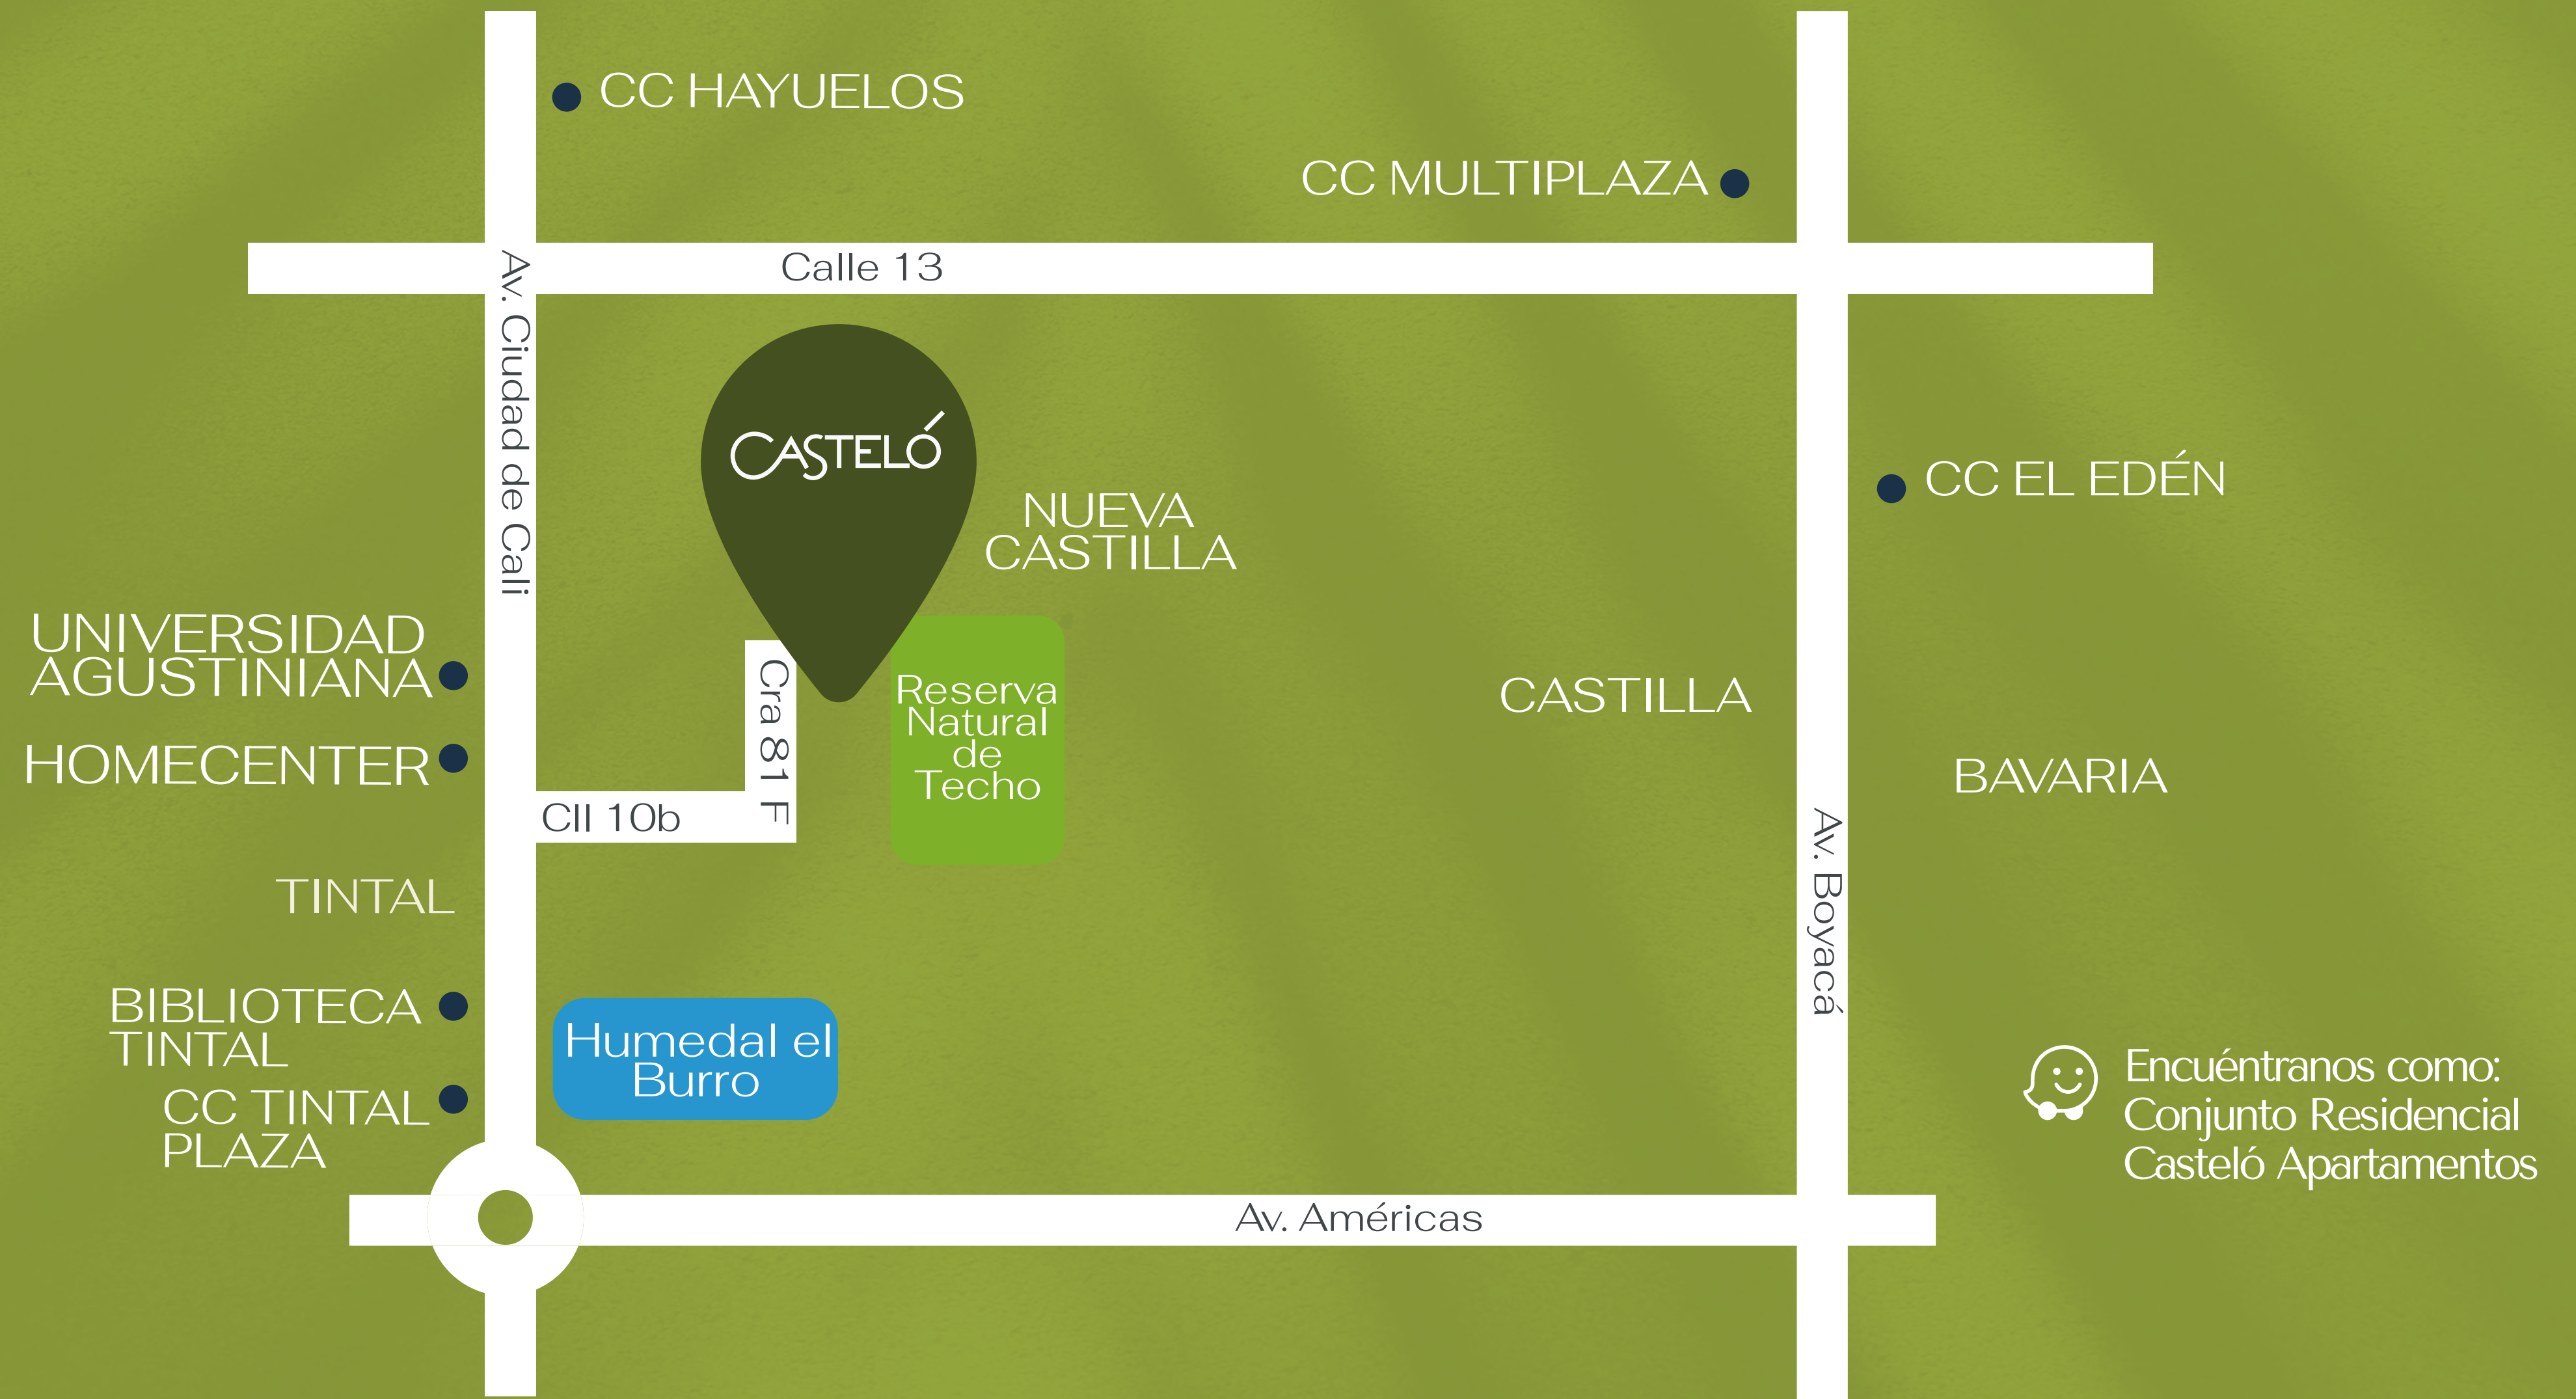 CC HAYUELOS
CC MULTIPLAZA
Calle 13
Av. Ciudad de Cali
CASTELÓ
NUEVA
CASTILLA
CC EL EDÉN
UNIVERSIDAD
AGUSTINIANA
HOMECENTER
Cra 81 F
Reserva
Natural
de
Techo
CASTILLA
BAVARIA
Cll 10b
Av. Boyacá
TINTAL
BIBLIOTECA
TINTAL
CC TINTAL
PLAZA
Humedal el
Burro
Encuéntranos como:
Conjunto Residencial
Casteló Apartamentos
Av. Américas